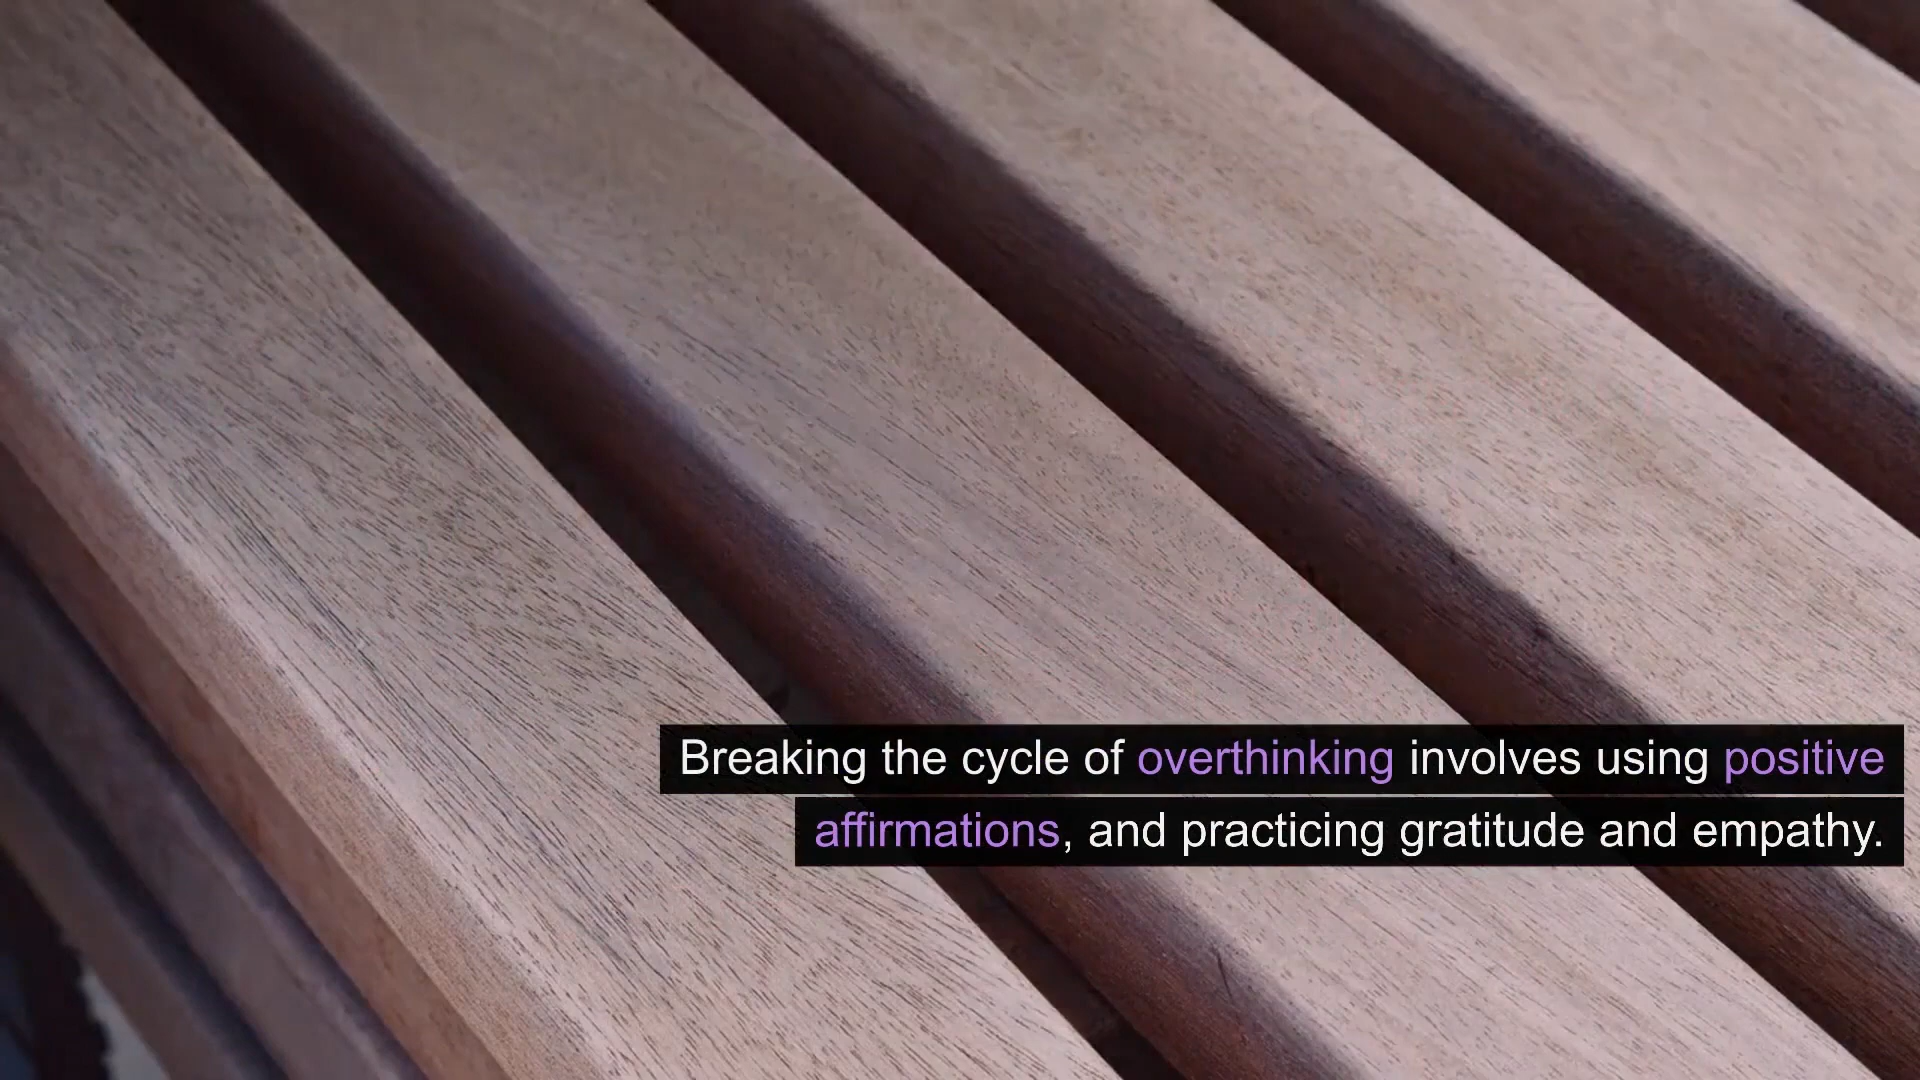 Breaking the cycle of overthinking involves using positive
affirmations, and practicing gratitude and empathy.